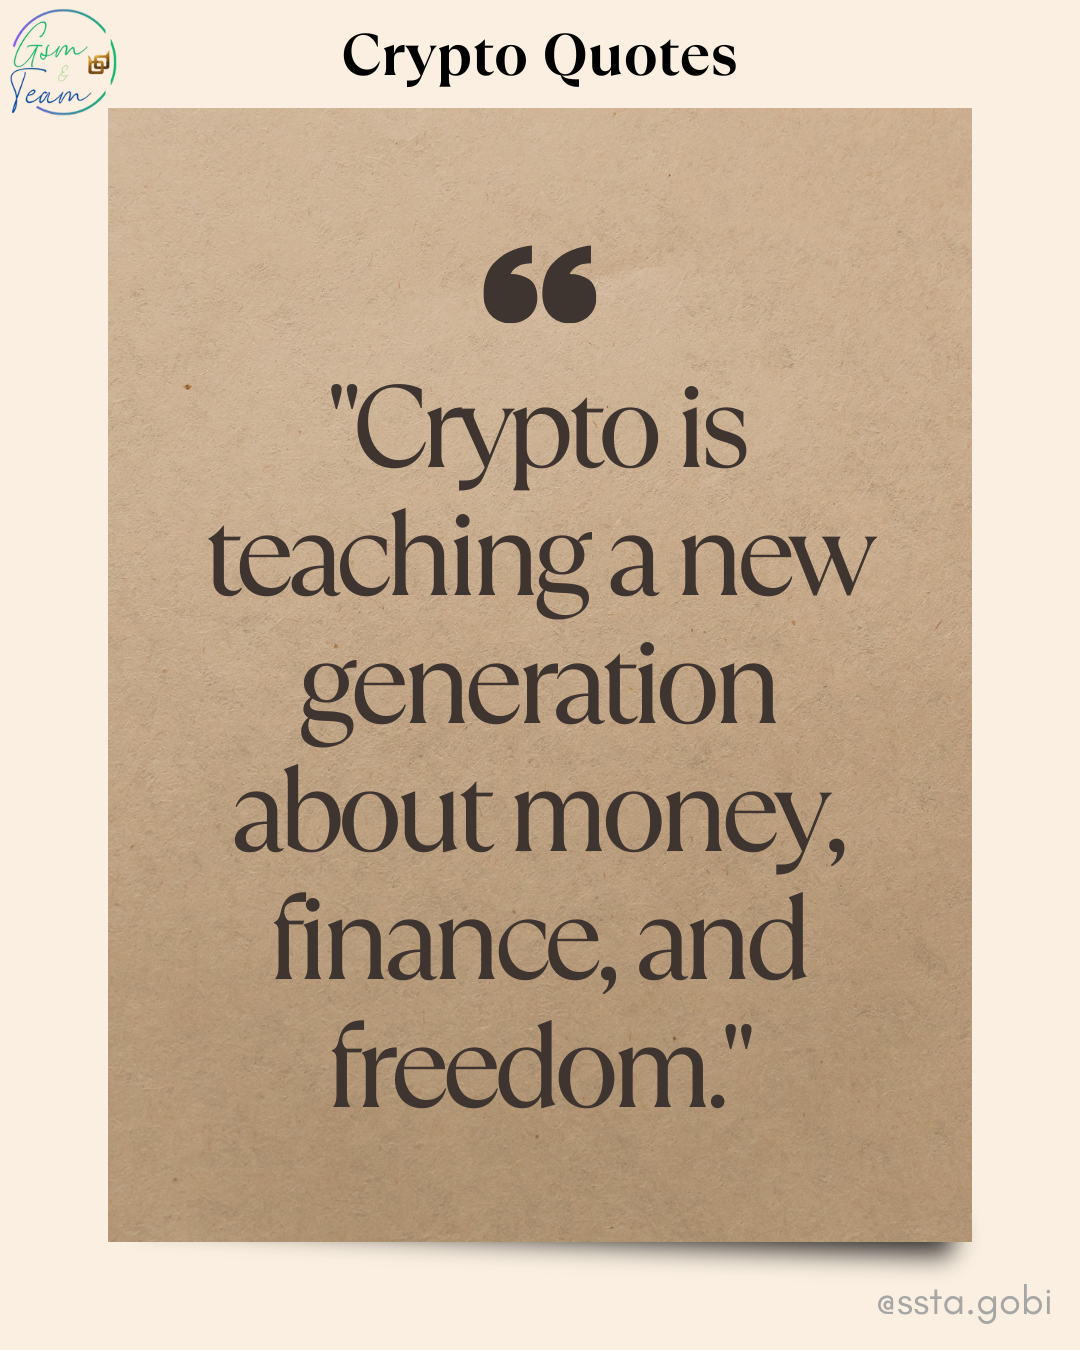 Gsm
&
Team
Crypto Quotes
“
"Crypto is
teaching a new
generation
about money,
finance, and
freedom."
@ssta.gobi